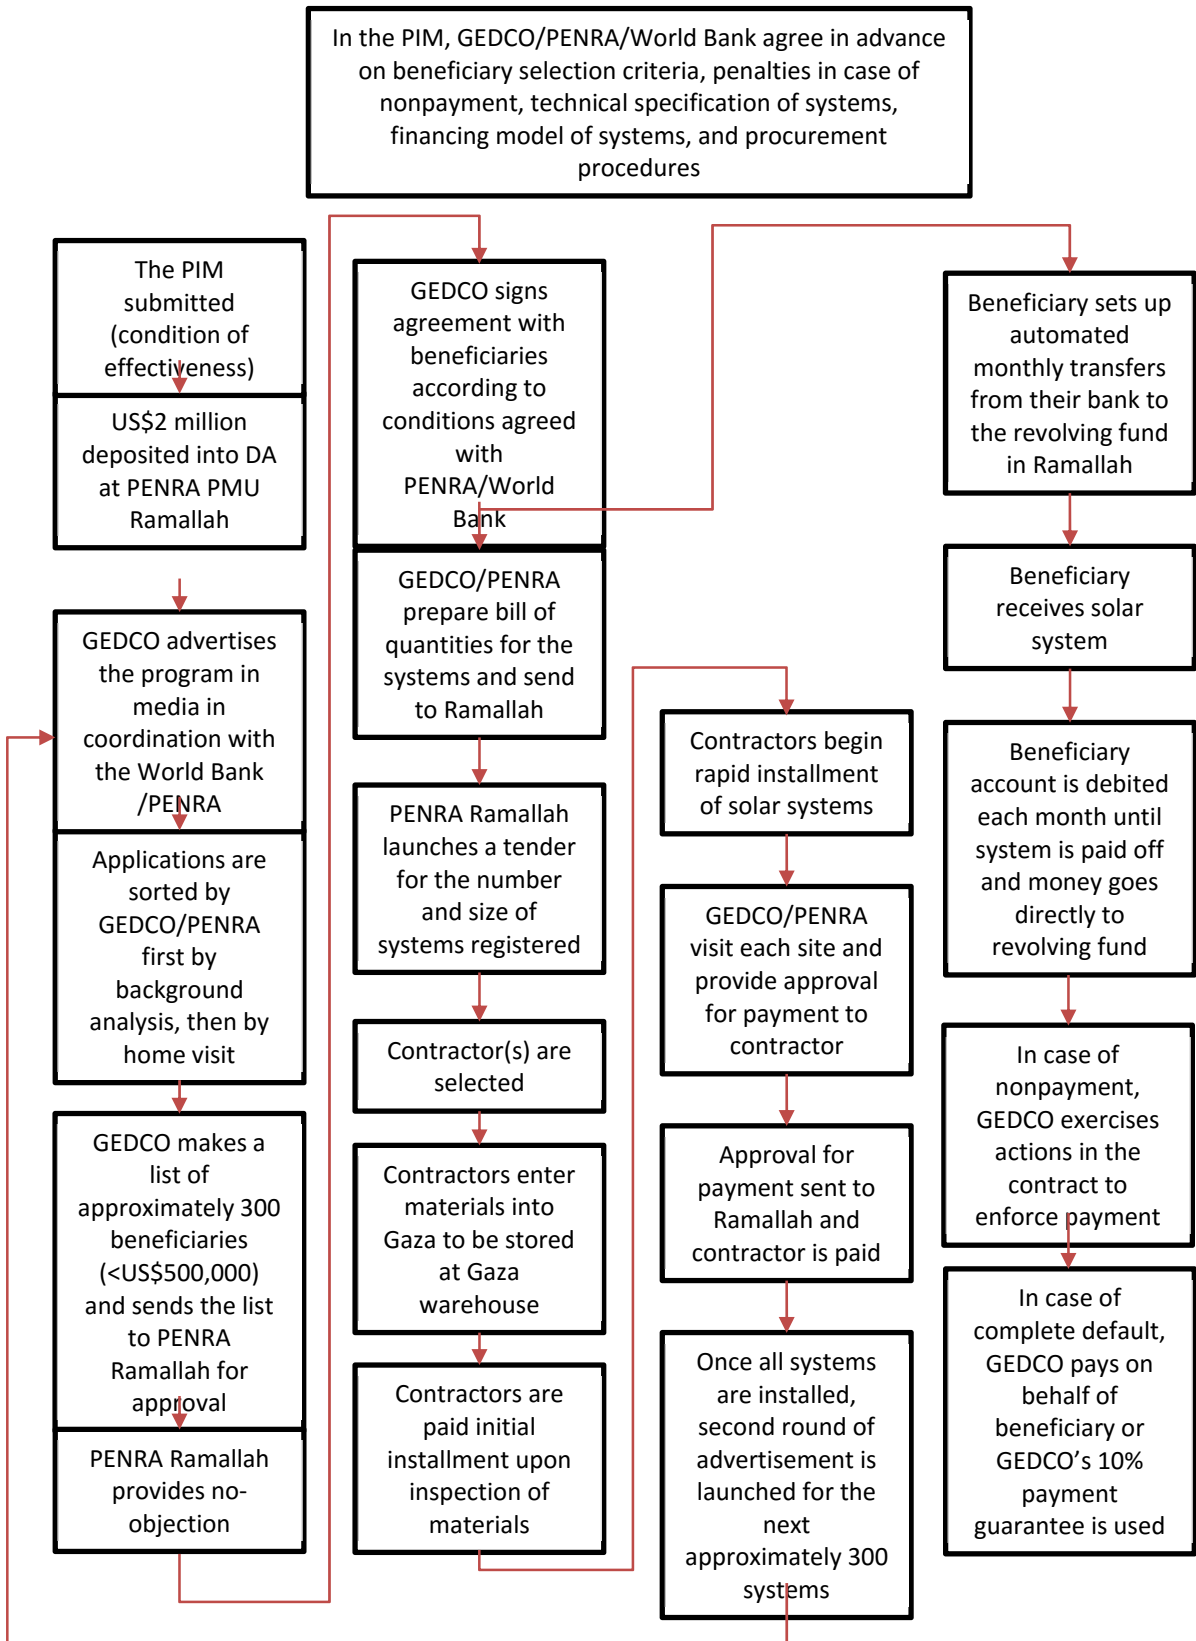 In the PIM, GEDCO/PENRA/World Bank agree in advance
on beneficiary selection criteria, penalties in case of
nonpayment, technical specification of systems,
financing model of systems, and procurement
procedures
The PIM
submitted
(condition of
effectiveness)
US$2 million
deposited into DA
at PENRA PMU
Ramallah
GEDCO advertises
the program in
media in
coordination with
the World Bank
/PENRA
Applications are
sorted by
GEDCO/PENRA
first by
background
analysis, then by
home visit
GEDCO makes a
list of
approximately 300
beneficiaries
(<US$500,000)
and sends the list
to PENRA
Ramallah for
approval
PENRA Ramallah
provides no-
objection
GEDCO signs
agreement with
beneficiaries
according to
conditions agreed
with
PENRA/World
Bank
GEDCO/PENRA
prepare bill of
quantities for the
systems and send
to Ramallah
PENRA Ramallah
launches a tender
for the number
and size of
systems registered
Contractor(s) are
selected
Contractors enter
materials into
Gaza to be stored
at Gaza
warehouse
Contractors are
paid initial
installment upon
inspection of
materials
Contractors begin
rapid installment
of solar systems
GEDCO/PENRA
visit each site and
provide approval
for payment to
contractor
Approval for
payment sent to
Ramallah and
contractor is paid
Once all systems
are installed,
second round of
advertisement is
launched for the
next
approximately 300
systems
Beneficiary sets up
automated
monthly transfers
from their bank to
the revolving fund
in Ramallah
Beneficiary
receives solar
system
Beneficiary
account is debited
each month until
system is paid off
and money goes
directly to
revolving fund
In case of
nonpayment,
GEDCO exercises
actions in the
contract to
enforce payment
In case of
complete default,
GEDCO pays on
behalf of
beneficiary or
GEDCO’s 10%
payment
guarantee is used